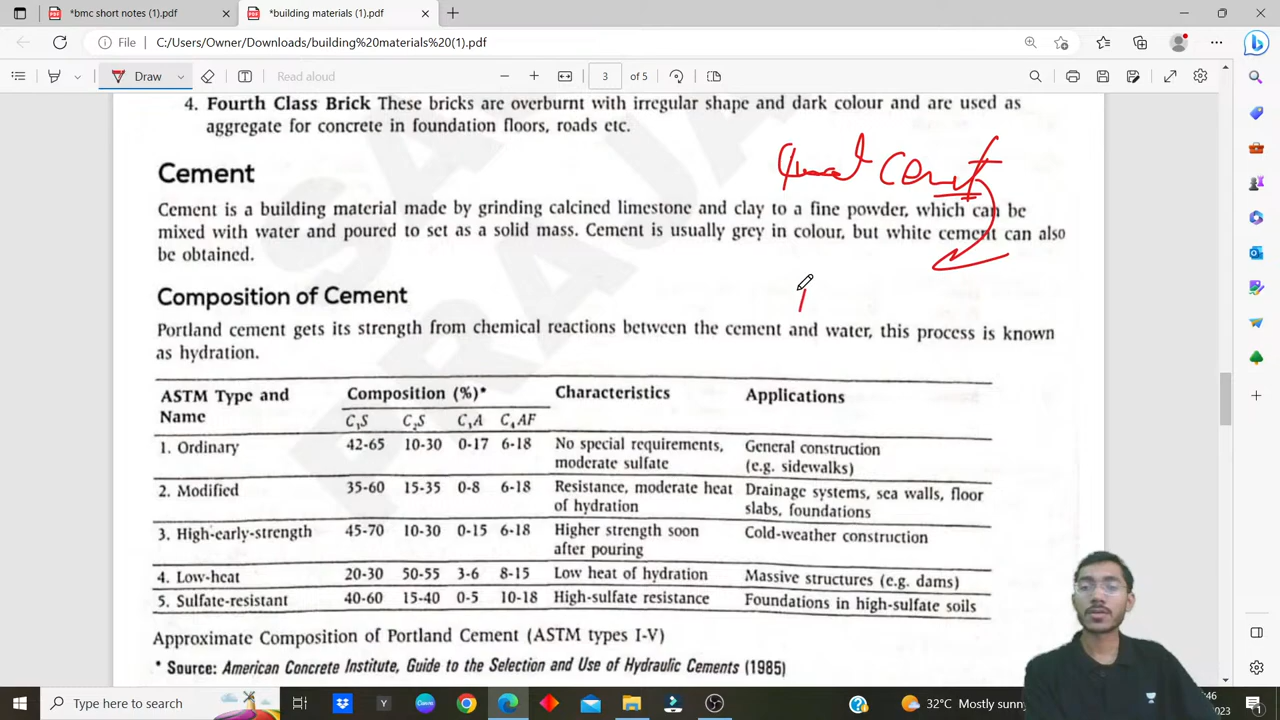 *bmc short notes (1).pdf
*building materials (1).pdf
File
C:/Users/Owner/Downloads/building%20materials%20(1).pdf
Draw
Read aloud
3
of 5
4. Fourth Class Brick These bricks are overburnt with irregular shape and dark colour and are used as
aggregate for concrete in foundation floors, roads etc.
Cement
Cement is a building material made by grinding calcined limestone and clay to a fine powder, which can be
mixed with water and poured to set as a solid mass. Cement is usually grey in colour, but white cement can also
be obtained.
Composition of Cement
Portland cement gets its strength from chemical reactions between the cement and water, this process is known
as hydration.
ASTM Type and Name Composition (%)* Characteristics Applications
C₃S C₂S C₃A C₄AF
1. Ordinary 42-65 10-30 0-17 6-18 No special requirements, moderate sulfate General construction (e.g. sidewalks)
2. Modified 35-60 15-35 0-8 6-18 Resistance, moderate heat of hydration Drainage systems, sea walls, floor slabs, foundations
3. High-early-strength 45-70 10-30 0-15 6-18 Higher strength soon after pouring Cold-weather construction
4. Low-heat 20-30 50-55 3-6 8-15 Low heat of hydration Massive structures (e.g. dams)
5. Sulfate-resistant 40-60 15-40 0-5 10-18 High-sulfate resistance Foundations in high-sulfate soils
Approximate Composition of Portland Cement (ASTM types I-V)
* Source: American Concrete Institute, Guide to the Selection and Use of Hydraulic Cements (1985)
Type here to search
32°C Mostly sunny